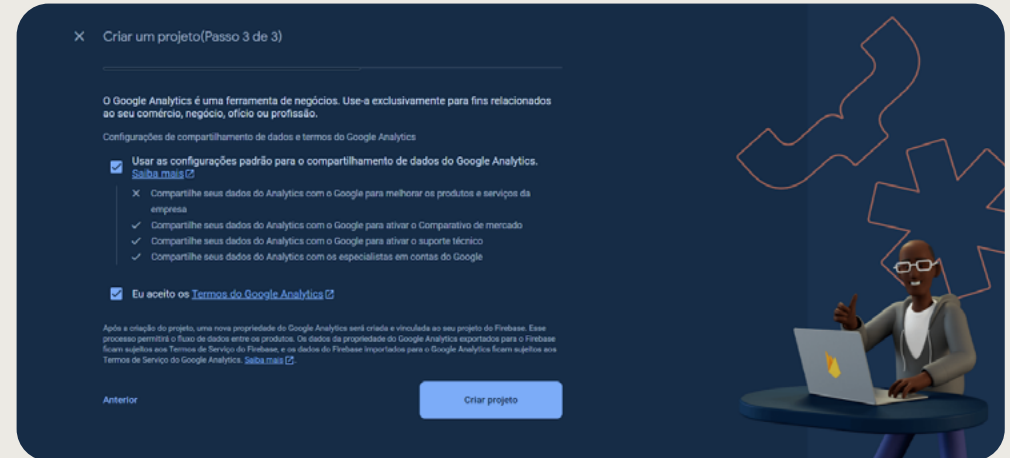 Criar um projeto(Passo 3 de 3)
O Google Analytics é uma ferramenta de negócios. Use-a exclusivamente para fins relacionados
ao seu comércio, negócio, ofício ou profissão.
Configurações de compartilhamento de dados e termos do Google Analytics
Usar as configurações padrão para o compartilhamento de dados do Google Analytics.
Saiba mais
Compartilhe seus dados do Analytics com o Google para melhorar os produtos e serviços da
empresa
Compartilhe seus dados do Analytics com o Google para ativar o Comparativo de mercado
Compartilhe seus dados do Analytics com o Google para ativar o suporte técnico
Compartilhe seus dados do Analytics com os especialistas em contas do Google
Eu aceito os Termos do Google Analytics
Após a criação do projeto, uma nova propriedade do Google Analytics será criada e vinculada ao seu projeto do Firebase. Esse
processo permitirá o fluxo de dados entre os produtos. Os dados da propriedade do Google Analytics exportados para o Firebase
ficam sujeitos aos Termos de Serviço do Firebase, e os dados do Firebase importados para o Google Analytics ficam sujeitos aos
Termos de Serviço do Google Analytics. Saiba mais.
Anterior
Criar projeto